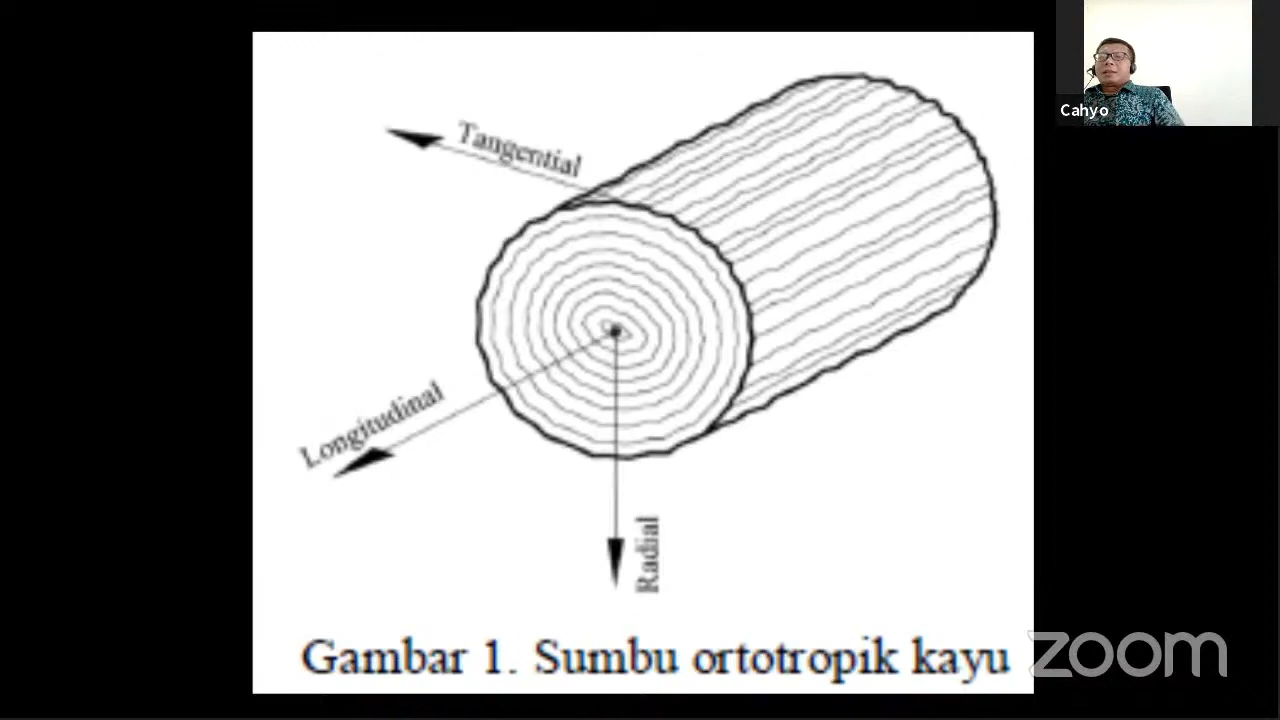 Cahyo
Tangential
Longitudinal
Radial
Gambar 1. Sumbu ortotropik kayu
zoom